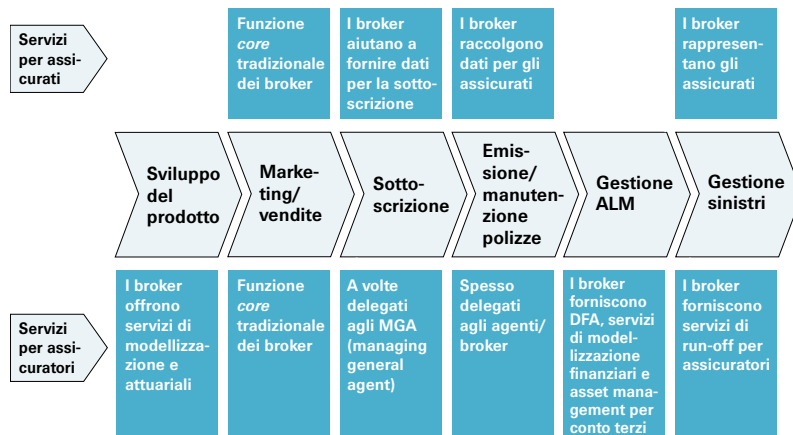 Servizi
per assi-
curati
Funzione
core
tradizionale
dei broker
I broker
aiutano a
fornire dati
per la sotto-
scrizione
I broker
raccolgono
dati per gli
assicurati
I broker
rappresen-
tano gli
assicurati
Sviluppo
del
prodotto
Marke-
ting/
vendite
Sotto-
scrizione
Emis-
sione/
manuten-
zione
polizze
Gestione
ALM
Gestione
sinistri
Servizi
per assi-
curatori
I broker
offrono
servizi di
modellizza-
zione e
attuariali
Funzione
core
tradizionale
dei broker
A volte
delegati
agli MGA
(managing
general
agent)
Spesso
delegati
agli agenti/
broker
I broker
forniscono
DFA, servizi
di model-
lizzazione
finanziari e
asset manage-
ment per
conto terzi
I broker
forniscono
servizi di
run-off per
assicuratori